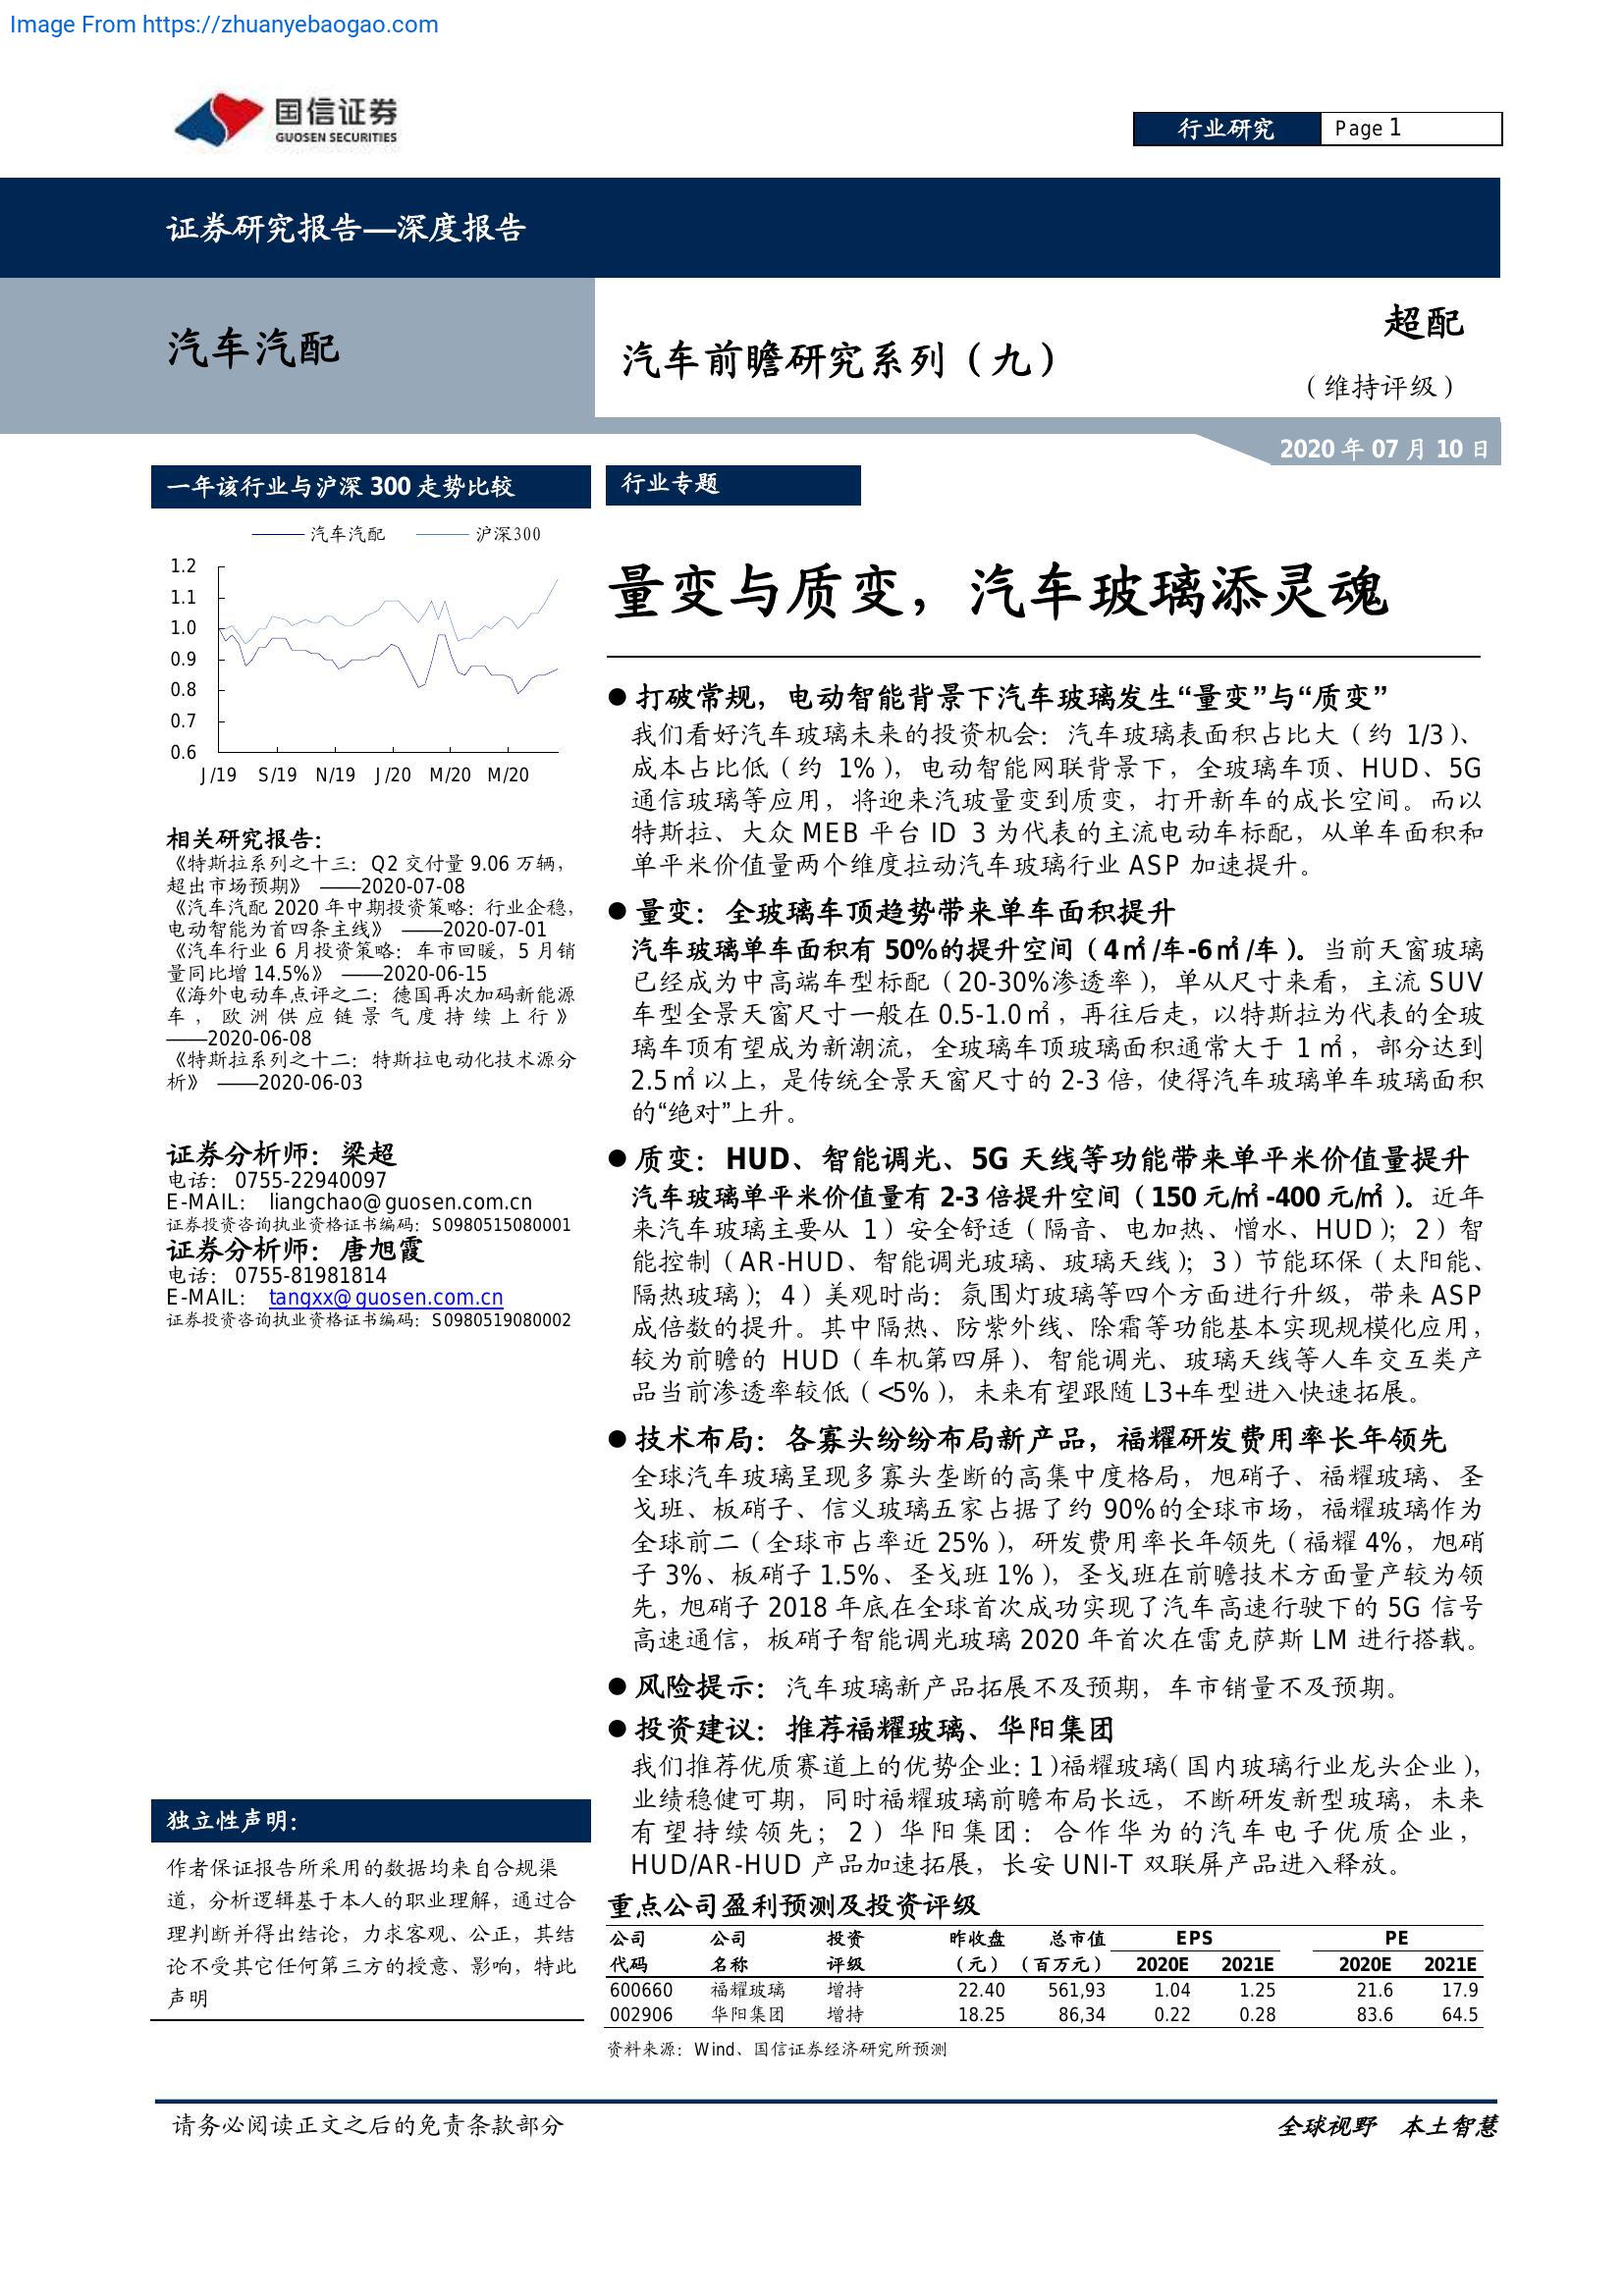 Image From https://zhuanyebaogao.com
国信证券
GUOSEN SECURITIES
行业研究
Page 1
证券研究报告—深度报告
汽车汽配
汽车前瞻研究系列（九）
超配
（维持评级）
2020 年 07 月 10 日
一年该行业与沪深 300 走势比较
汽车汽配 沪深300
1.2
1.1
1.0
0.9
0.8
0.7
0.6
J/19 S/19 N/19 J/20 M/20 M/20
相关研究报告：
《特斯拉系列之十三：Q2 交付量 9.06 万辆，
超出市场预期》 ——2020-07-08
《汽车汽配 2020 年中期投资策略：行业企稳，
电动智能为首四条主线》 ——2020-07-01
《汽车行业 6 月投资策略：车市回暖，5 月销
量同比增 14.5%》 ——2020-06-15
《海外电动车点评之二：德国再次加码新能源
车，欧洲供应链景气度持续上行》
——2020-06-08
《特斯拉系列之十二：特斯拉电动化技术源分
析》 ——2020-06-03
证券分析师：梁超
电话： 0755-22940097
E-MAIL： liangchao@guosen.com.cn
证券投资咨询执业资格证书编码：S0980515080001
证券分析师：唐旭霞
电话： 0755-81981814
E-MAIL： tangxx@guosen.com.cn
证券投资咨询执业资格证书编码：S0980519080002
独立性声明：
作者保证报告所采用的数据均来自合规渠
道，分析逻辑基于本人的职业理解，通过合
理判断并得出结论，力求客观、公正，其结
论不受其它任何第三方的授意、影响，特此
声明
行业专题
量变与质变，汽车玻璃添灵魂
● 打破常规，电动智能背景下汽车玻璃发生“量变”与“质变”
我们看好汽车玻璃未来的投资机会：汽车玻璃表面积占比大（约 1/3）、
成本占比低（约 1%），电动智能网联背景下，全玻璃车顶、HUD、5G
通信玻璃等应用，将迎来汽玻量变到质变，打开新车的成长空间。而以
特斯拉、大众 MEB 平台 ID 3 为代表的主流电动车标配，从单车面积和
单平米价值量两个维度拉动汽车玻璃行业 ASP 加速提升。
● 量变：全玻璃车顶趋势带来单车面积提升
汽车玻璃单车面积有 50%的提升空间（4㎡/车-6㎡/车）。当前天窗玻璃
已经成为中高端车型标配（20-30%渗透率），单从尺寸来看，主流 SUV
车型全景天窗尺寸一般在 0.5-1.0㎡，再往后走，以特斯拉为代表的全玻
璃车顶有望成为新潮流，全玻璃车顶玻璃面积通常大于 1 ㎡，部分达到
2.5㎡以上，是传统全景天窗尺寸的 2-3 倍，使得汽车玻璃单车玻璃面积
的“绝对”上升。
● 质变：HUD、智能调光、5G 天线等功能带来单平米价值量提升
汽车玻璃单平米价值量有 2-3 倍提升空间（150 元/㎡-400 元/㎡）。近年
来汽车玻璃主要从 1）安全舒适（隔音、电加热、憎水、HUD）；2）智
能控制（AR-HUD、智能调光玻璃、玻璃天线）；3）节能环保（太阳能、
隔热玻璃）；4）美观时尚：氛围灯玻璃等四个方面进行升级，带来 ASP
成倍数的提升。其中隔热、防紫外线、除霜等功能基本实现规模化应用，
较为前瞻的 HUD（车机第四屏）、智能调光、玻璃天线等人车交互类产
品当前渗透率较低（<5%），未来有望跟随 L3+车型进入快速拓展。
● 技术布局：各寡头纷纷布局新产品，福耀研发费用率长年领先
全球汽车玻璃呈现多寡头垄断的高集中度格局，旭硝子、福耀玻璃、圣
戈班、板硝子、信义玻璃五家占据了约 90%的全球市场，福耀玻璃作为
全球前二（全球市占率近 25%），研发费用率长年领先（福耀 4%，旭硝
子 3%、板硝子 1.5%、圣戈班 1%），圣戈班在前瞻技术方面量产较为领
先，旭硝子 2018 年底在全球首次成功实现了汽车高速行驶下的 5G 信号
高速通信，板硝子智能调光玻璃 2020 年首次在雷克萨斯 LM 进行搭载。
● 风险提示：汽车玻璃新产品拓展不及预期，车市销量不及预期。
● 投资建议：推荐福耀玻璃、华阳集团
我们推荐优质赛道上的优势企业：1)福耀玻璃(国内玻璃行业龙头企业)，
业绩稳健可期，同时福耀玻璃前瞻布局长远，不断研发新型玻璃，未来
有望持续领先；2）华阳集团：合作华为的汽车电子优质企业，
HUD/AR-HUD 产品加速拓展，长安 UNI-T 双联屏产品进入释放。
重点公司盈利预测及投资评级
公司 公司 投资 昨收盘 总市值 EPS PE
代码 名称 评级 （元） （百万元） 2020E 2021E 2020E 2021E
600660 福耀玻璃 增持 22.40 561,93 1.04 1.25 21.6 17.9
002906 华阳集团 增持 18.25 86,34 0.22 0.28 83.6 64.5
资料来源：Wind、国信证券经济研究所预测
请务必阅读正文之后的免责条款部分
全球视野 本土智慧